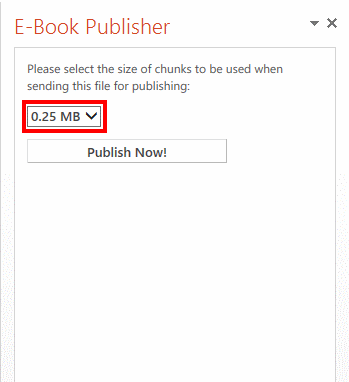 E-Book Publisher
Please select the size of chunks to be used when
sending this file for publishing:
0.25 MB
Publish Now!